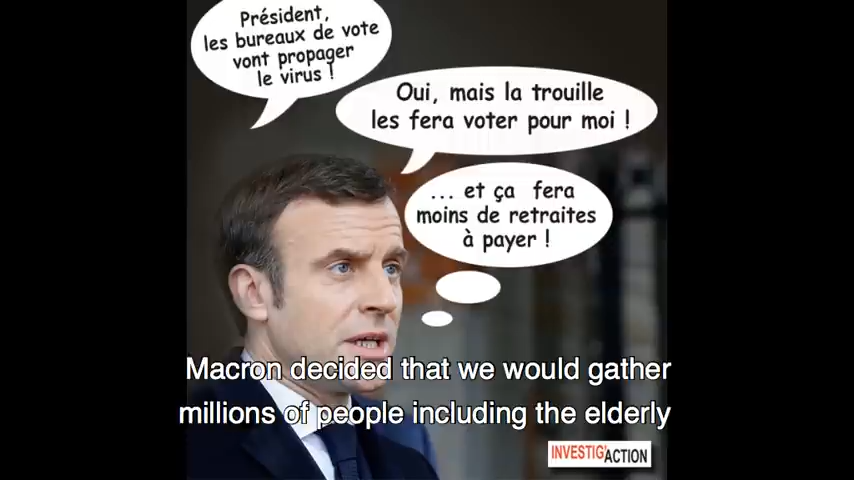 Président,
les bureaux de vote
vont propager
le virus !
Oui, mais la trouille
les fera voter pour moi !
... et ça fera
moins de retraites
à payer !
Macron decided that we would gather
millions of people including the elderly
INVESTIG'ACTION